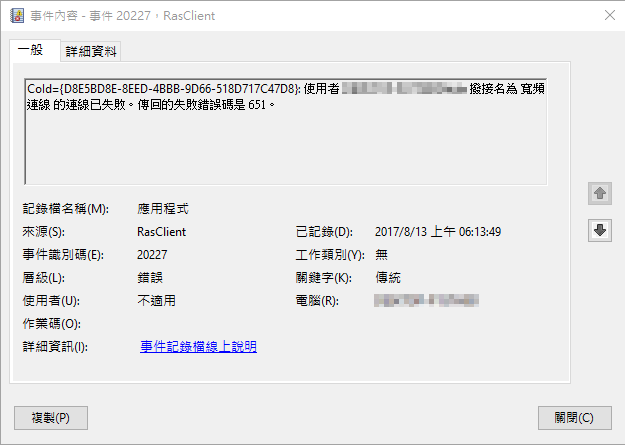 事件內容 - 事件 20227，RasClient
一般
詳細資料
CoId={D8E5BD8E-8EED-4BBB-9D66-518D717C47D8}: 使用者 撥接名為 寬頻
連線 的連線已失敗。傳回的失敗錯誤碼是 651。
記錄檔名稱(M): 應用程式
來源(S): RasClient 已記錄(D): 2017/8/13 上午 06:13:49
事件識別碼(E): 20227 工作類別(Y): 無
層級(L): 錯誤 關鍵字(K): 傳統
使用者(U): 不適用 電腦(R):
作業碼(O):
詳細資訊(I): 事件記錄檔線上說明
複製(P) 關閉(C)